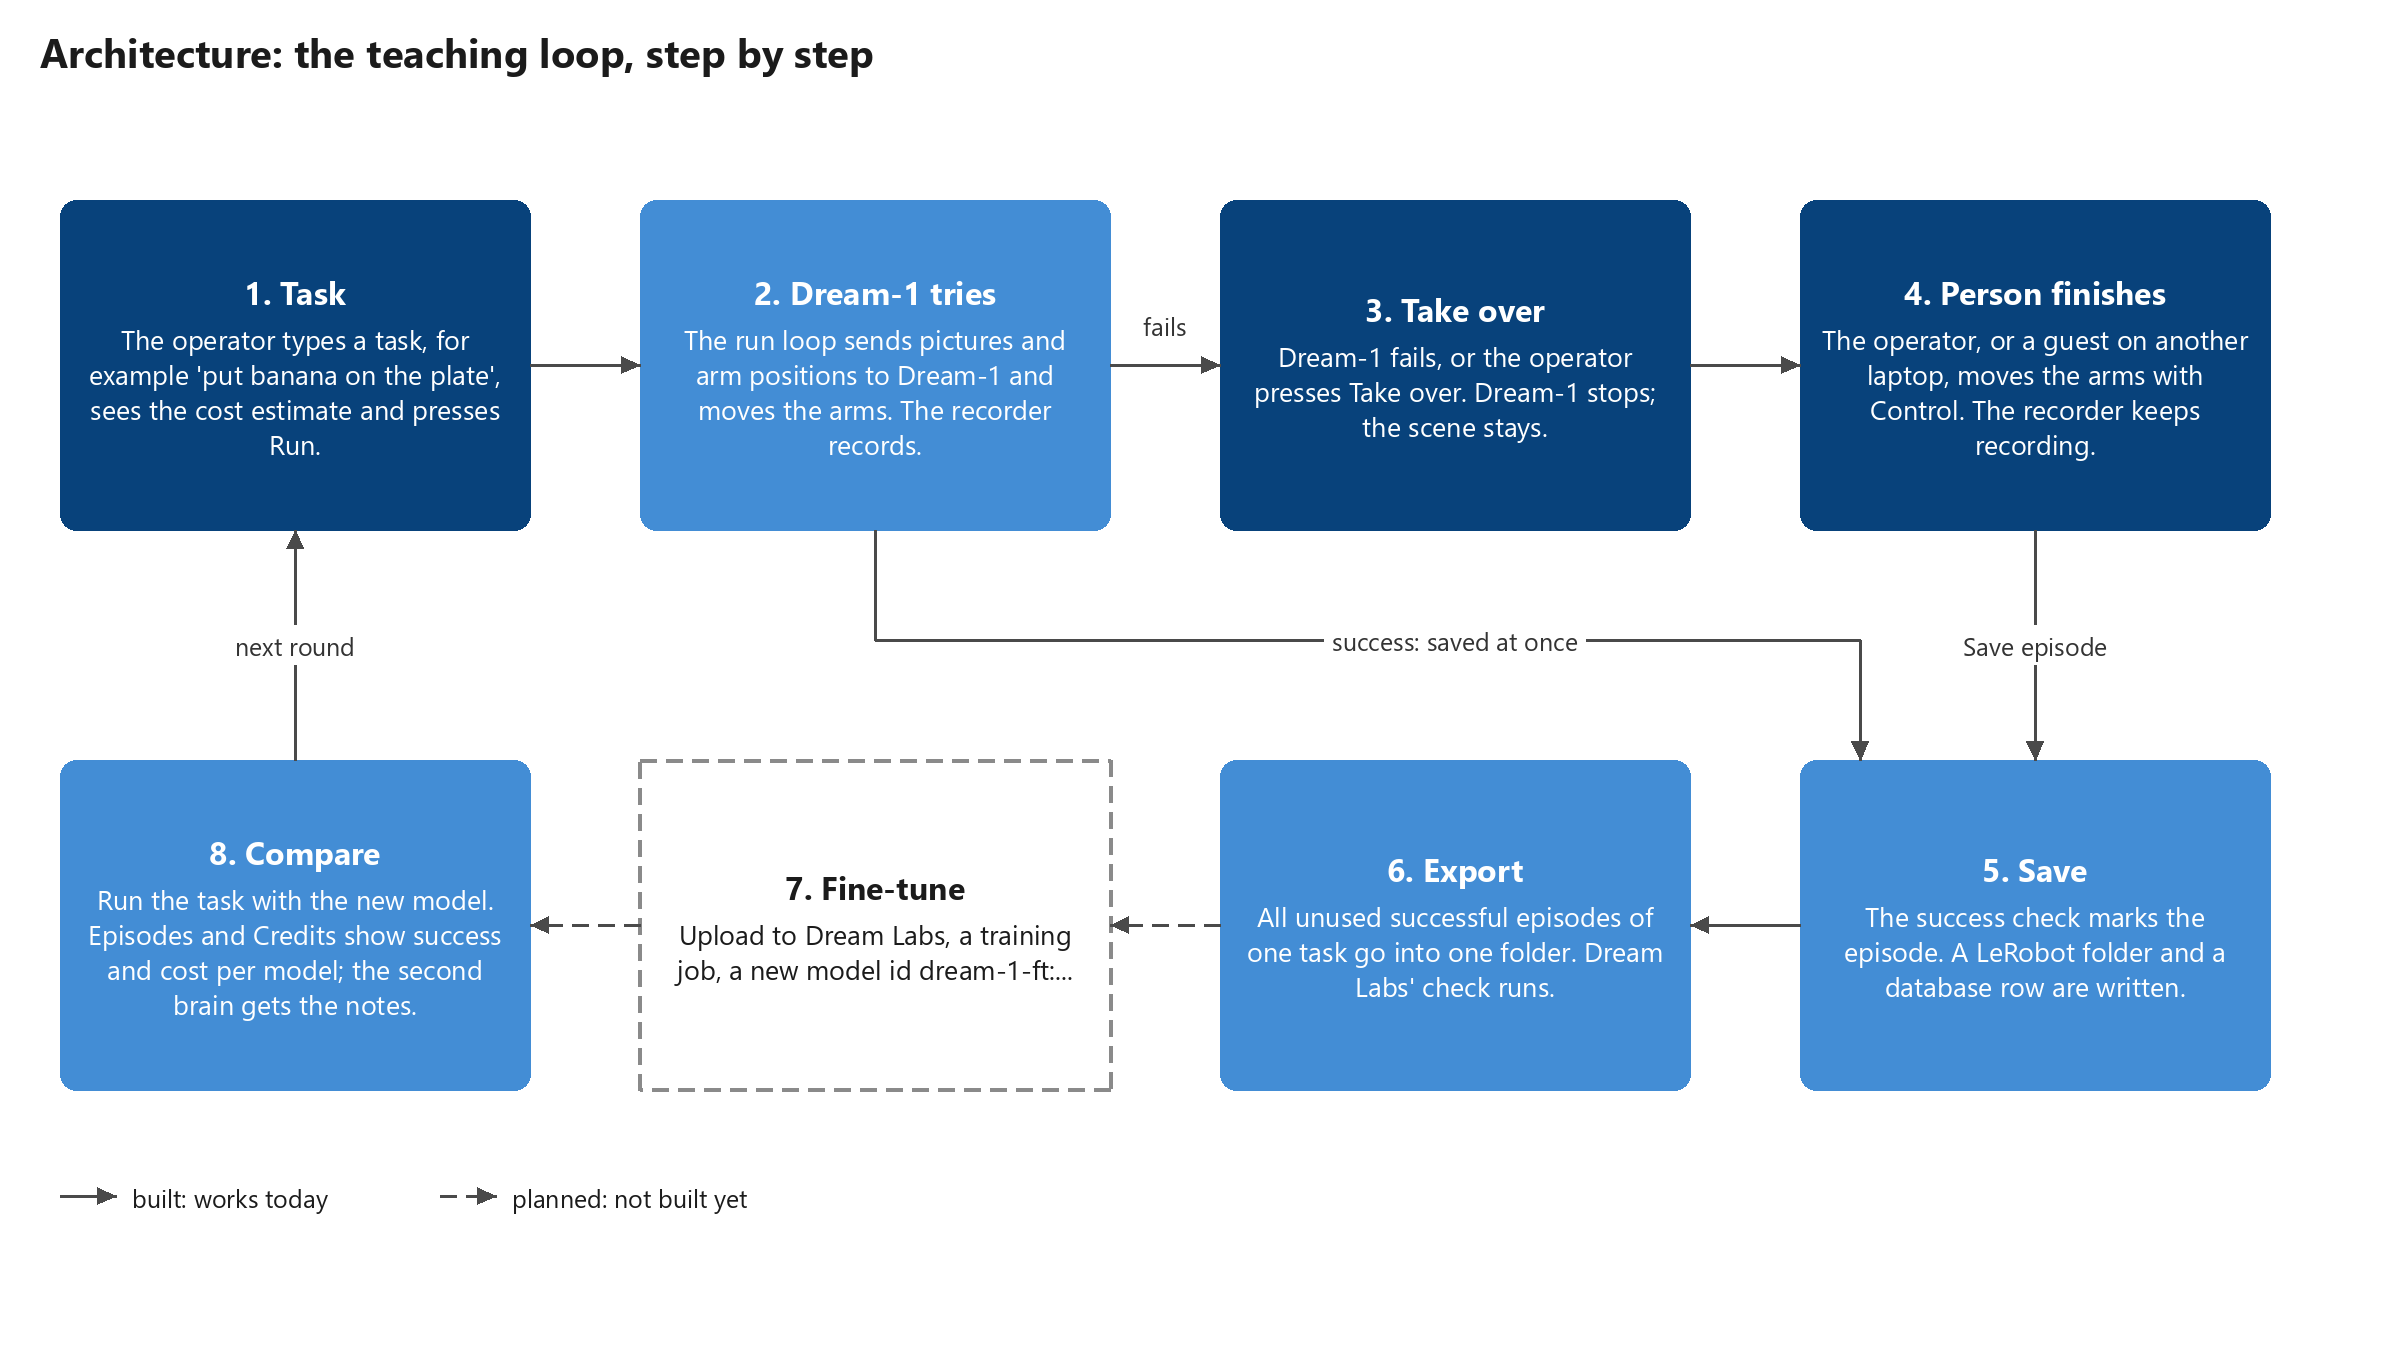 Architecture: the teaching loop, step by step
1. Task
The operator types a task, for
example 'put banana on the plate',
sees the cost estimate and presses
Run.
2. Dream-1 tries
The run loop sends pictures and
arm positions to Dream-1 and
moves the arms. The recorder
records.
fails
3. Take over
Dream-1 fails, or the operator
presses Take over. Dream-1 stops;
the scene stays.
4. Person finishes
The operator, or a guest on another
laptop, moves the arms with
Control. The recorder keeps
recording.
next round
success: saved at once
Save episode
8. Compare
Run the task with the new model.
Episodes and Credits show success
and cost per model; the second
brain gets the notes.
7. Fine-tune
Upload to Dream Labs, a training
job, a new model id dream-1-ft:...
6. Export
All unused successful episodes of
one task go into one folder. Dream
Labs' check runs.
5. Save
The success check marks the
episode. A LeRobot folder and a
database row are written.
built: works today
planned: not built yet